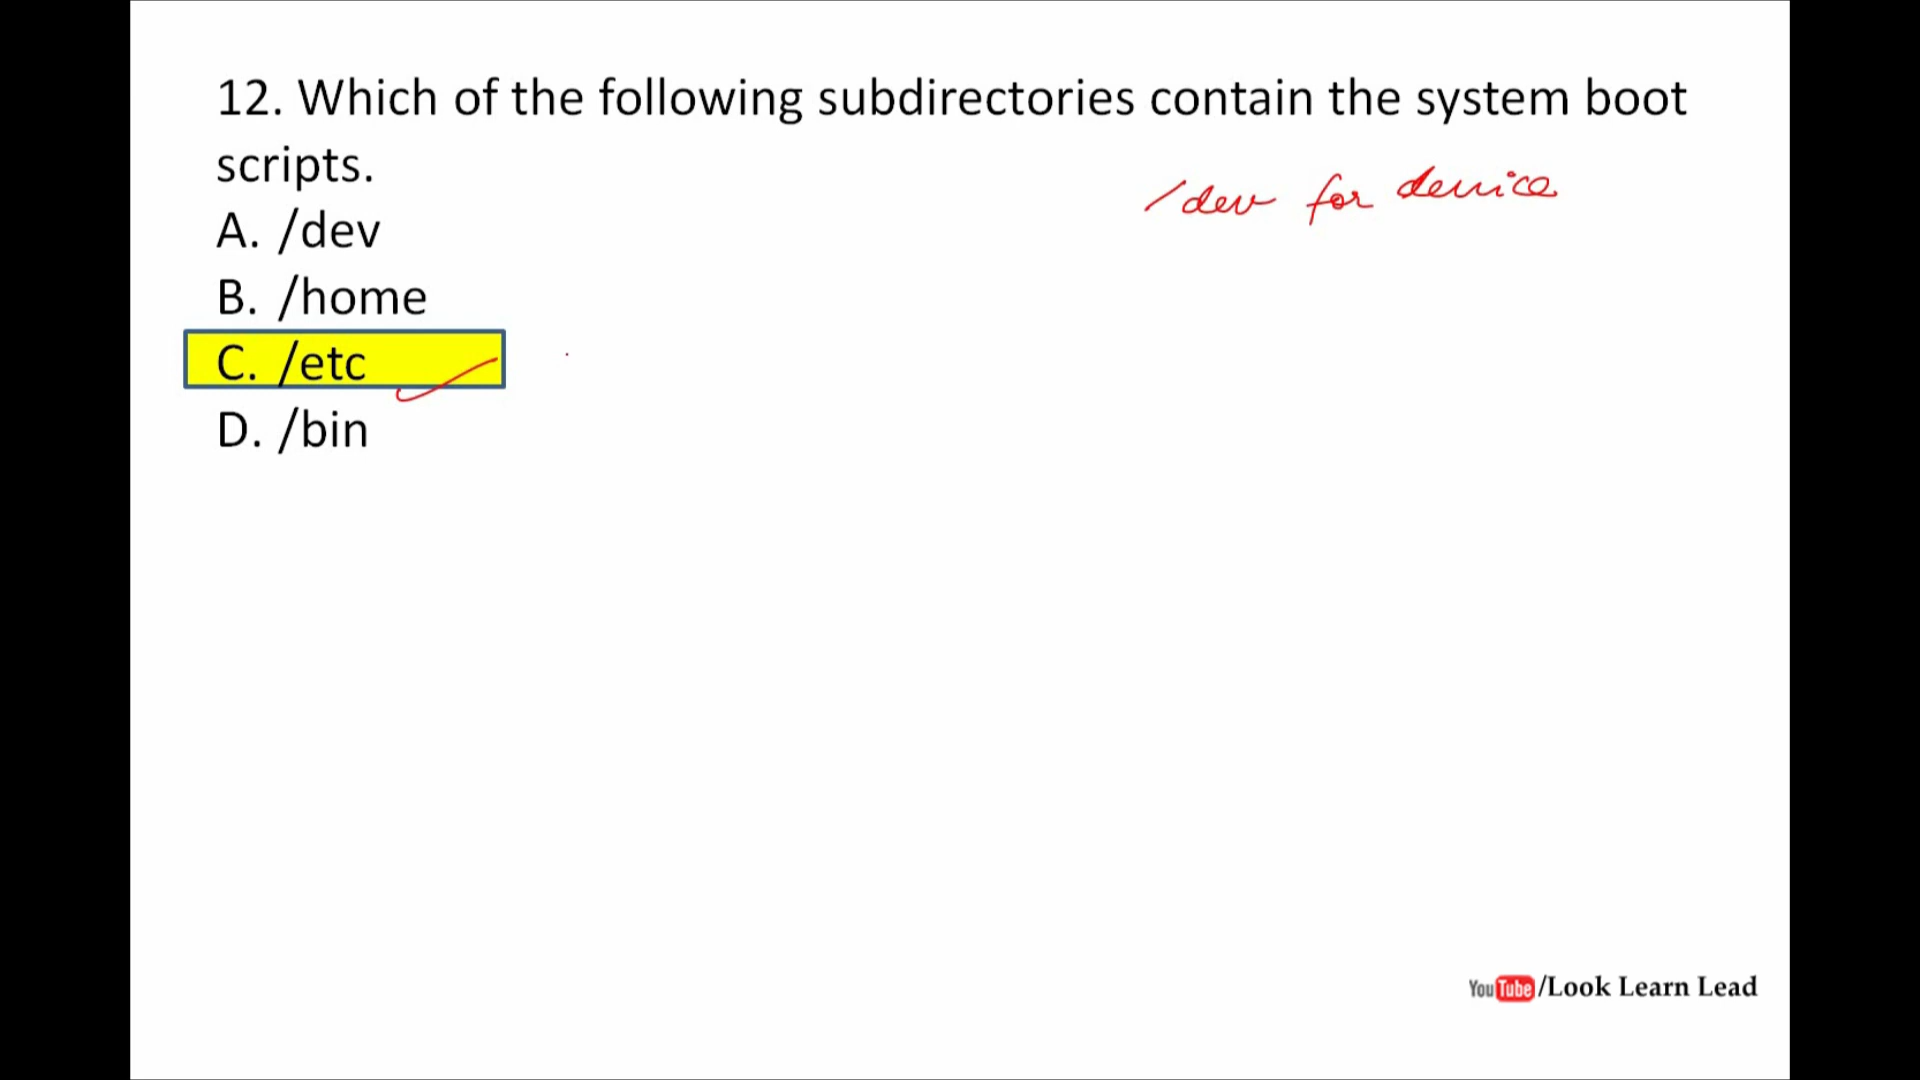 12. Which of the following subdirectories contain the system boot
scripts.
/dev for device
A. /dev
B. /home
C. /etc
D. /bin
YouTube/Look Learn Lead